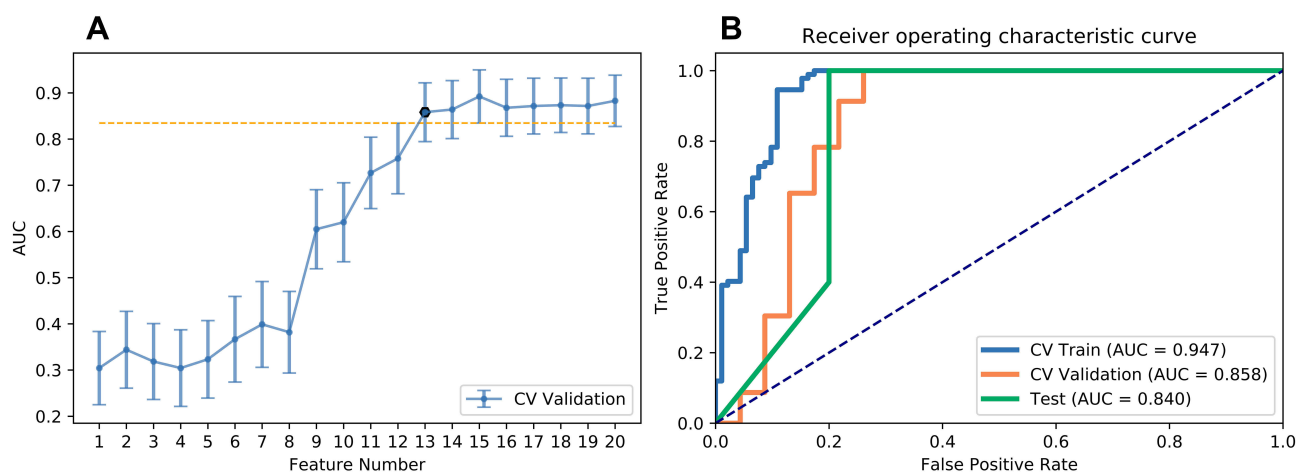 A
AUC
0.9
0.8
0.7
0.6
0.5
0.4
0.3
0.2
1 2 3 4 5 6 7 8 9 10 11 12 13 14 15 16 17 18 19 20
Feature Number
CV Validation
B
Receiver operating characteristic curve
True Positive Rate
1.0
0.8
0.6
0.4
0.2
0.0
0.0 0.2 0.4 0.6 0.8 1.0
False Positive Rate
CV Train (AUC = 0.947)
CV Validation (AUC = 0.858)
Test (AUC = 0.840)